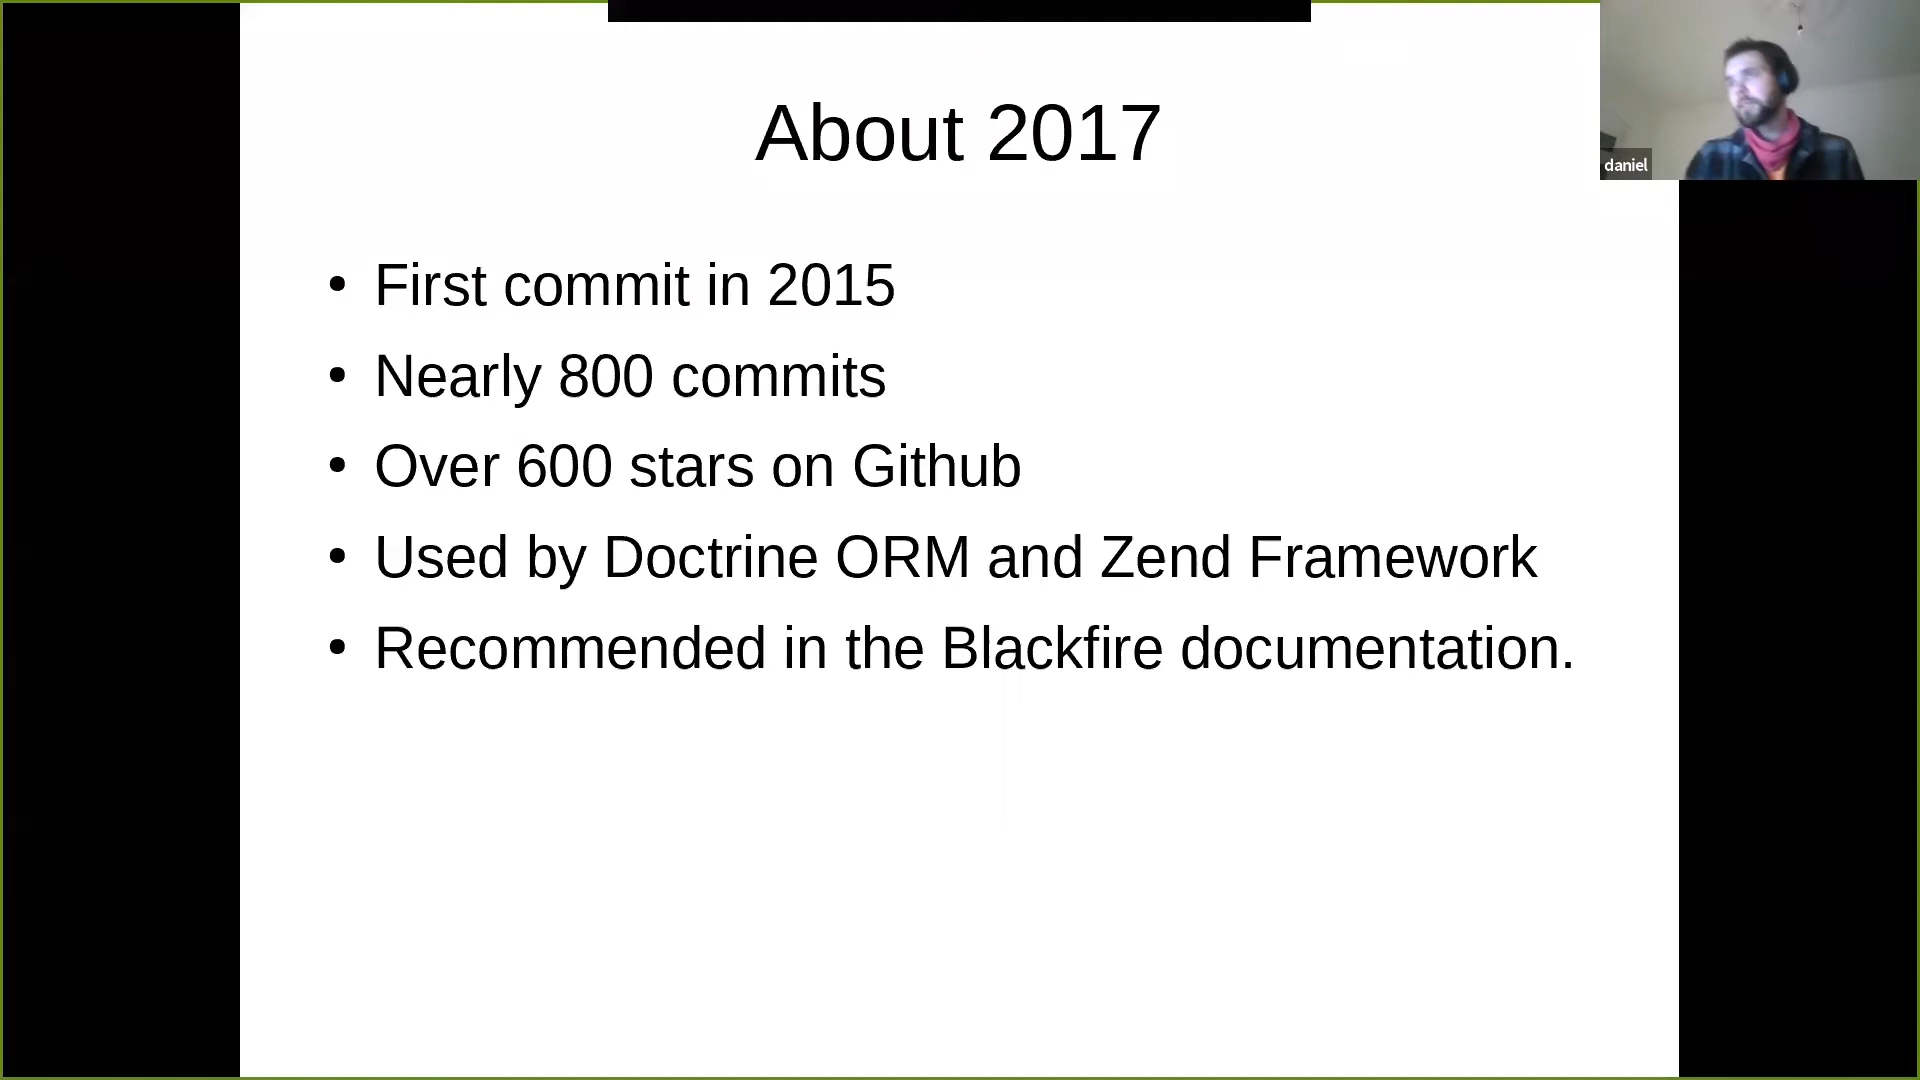 About 2017
daniel
• First commit in 2015
• Nearly 800 commits
• Over 600 stars on Github
• Used by Doctrine ORM and Zend Framework
• Recommended in the Blackfire documentation.